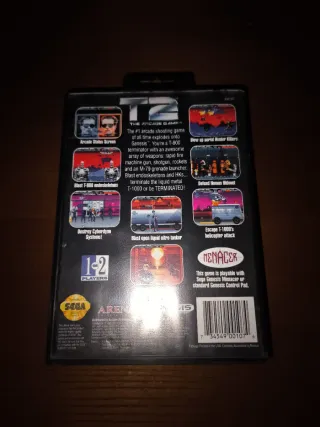 T2
THE ARCADE GAME
The #1 arcade shooting game
of all time explodes onto
Genesis. You're a T-800
terminator with an awesome
array of weapons: rapid fire
machine gun, shotgun, rockets
and an M-79 grenade launcher.
Blast endoskeletons and HKs,
terminate the liquid metal
T-1000 or be TERMINATED!
Arcade Status Screen
Blast T-800 endoskeletons
Destroy Cyberdyne
Systems!
Blast open liquid nitro tanker
Blow up aerial Hunter Killers
Defend Human Hideout
Escape T-1000's
helicopter attack
1-2
PLAYERS
MENACER
This game is playable with
Sega Genesis Menacer or
standard Genesis Control Pad.
SEGA
ARENA